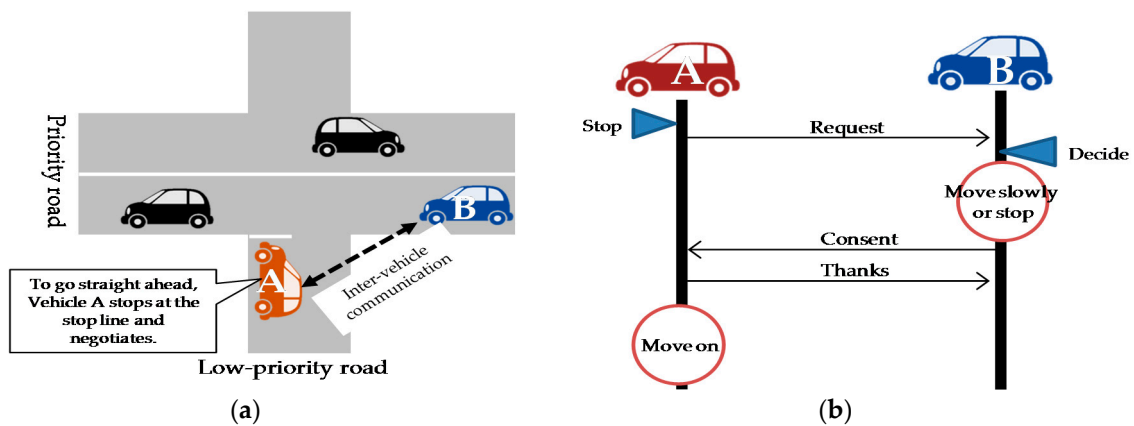 Priority road
A
B
To go straight ahead,
Vehicle A stops at the
stop line and
negotiates.
Inter-vehicle
communication
Low-priority road
(a)
A
B
Stop
Request
Decide
Move slowly
or stop
Consent
Thanks
Move on
(b)